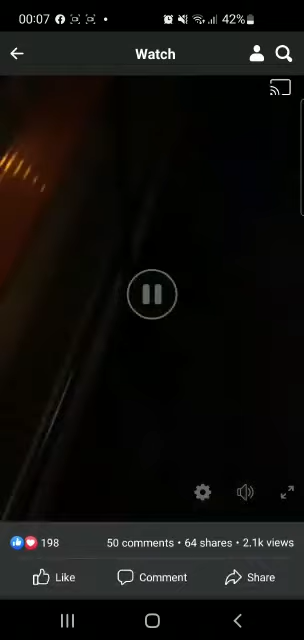 00:07 42%
Watch
198 50 comments • 64 shares • 2.1k views
Like Comment Share